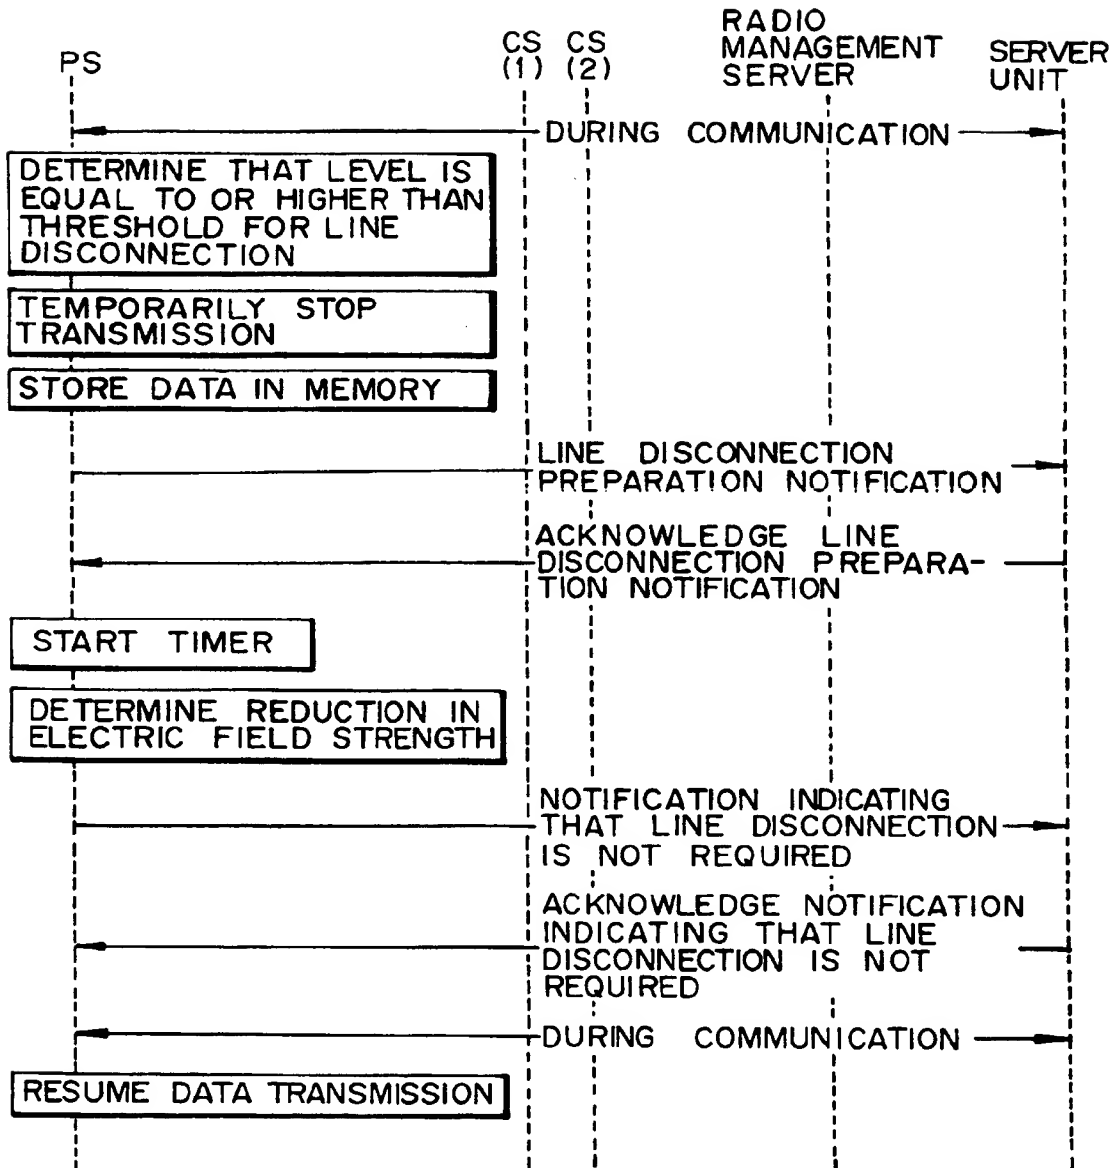 PS
CS
(1)
CS
(2)
RADIO
MANAGEMENT
SERVER
SERVER
UNIT
DURING COMMUNICATION
DETERMINE THAT LEVEL IS
EQUAL TO OR HIGHER THAN
THRESHOLD FOR LINE
DISCONNECTION
TEMPORARILY STOP
TRANSMISSION
STORE DATA IN MEMORY
LINE DISCONNECTION
PREPARATION NOTIFICATION
ACKNOWLEDGE LINE
DISCONNECTION PREPARA-
TION NOTIFICATION
START TIMER
DETERMINE REDUCTION IN
ELECTRIC FIELD STRENGTH
NOTIFICATION INDICATING
THAT LINE DISCONNECTION
IS NOT REQUIRED
ACKNOWLEDGE NOTIFICATION
INDICATING THAT LINE
DISCONNECTION IS NOT
REQUIRED
DURING COMMUNICATION
RESUME DATA TRANSMISSION